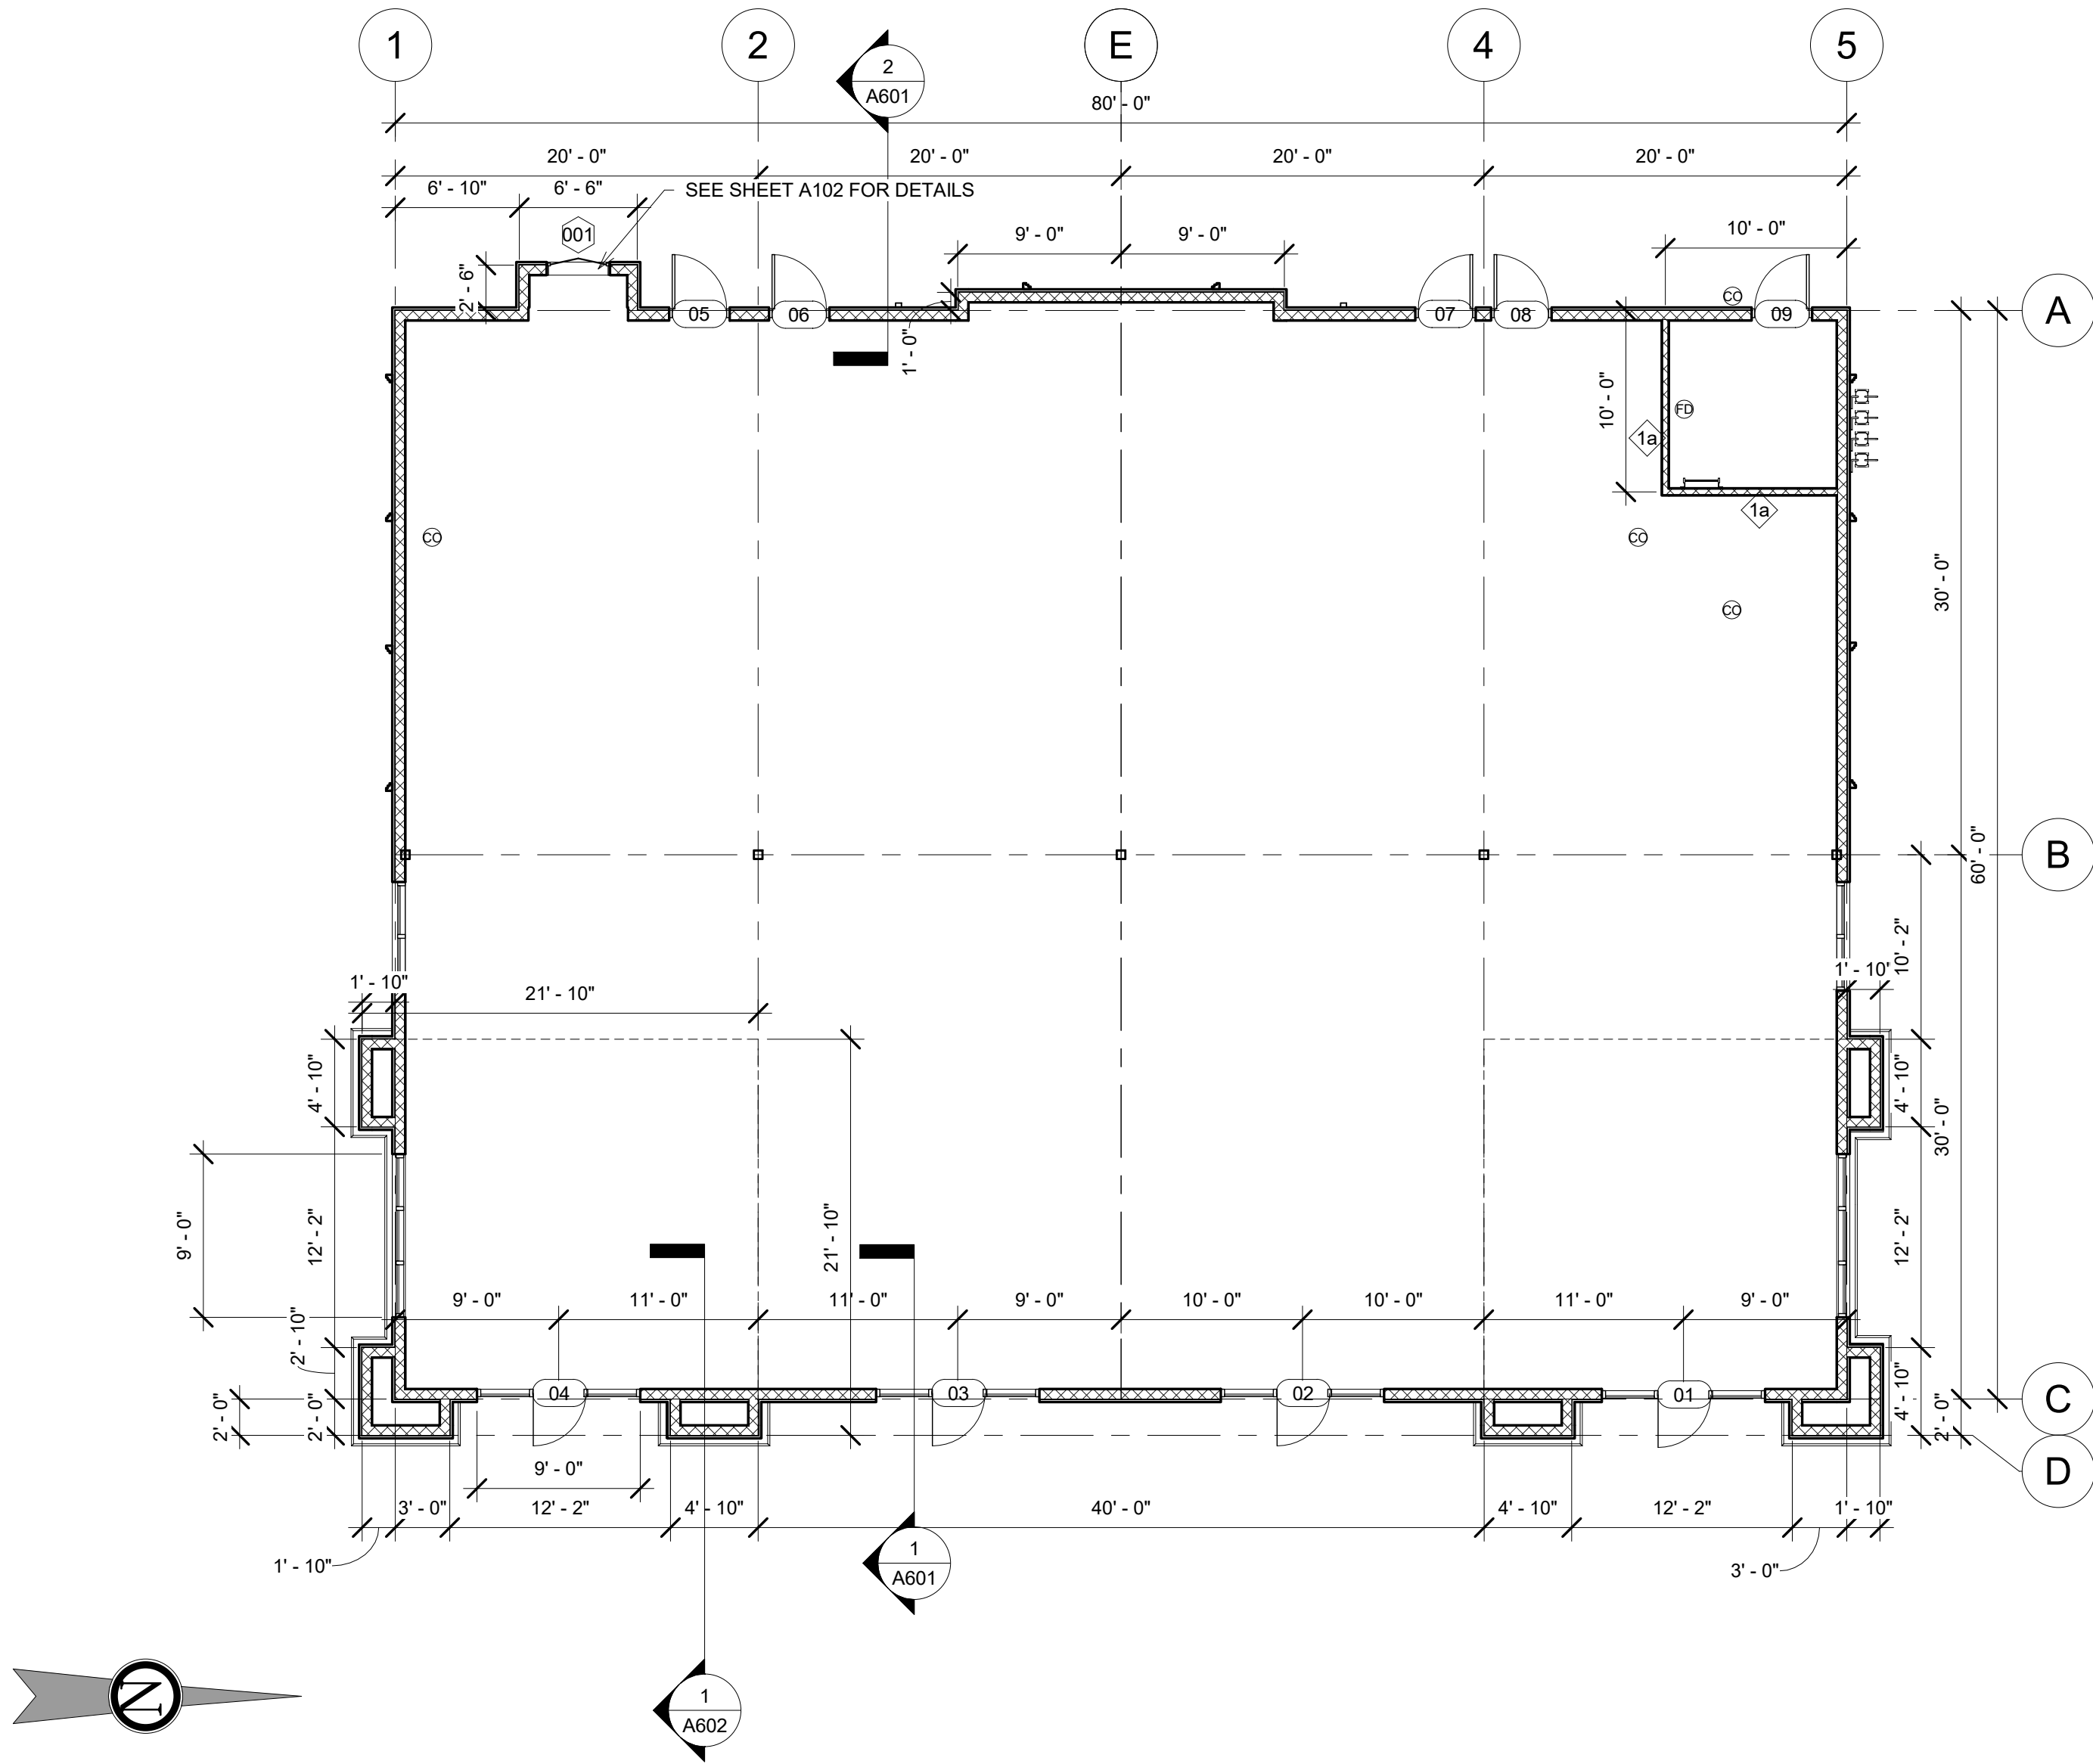 1
2
E
4
5
2
A601
80' - 0"
20' - 0"
20' - 0"
20' - 0"
20' - 0"
6' - 10"
6' - 6"
SEE SHEET A102 FOR DETAILS
001
9' - 0"
9' - 0"
10' - 0"
2' - 6"
05
06
1' - 0"
07
08
CO
09
A
10' - 0"
FD
1a
1a
CO
CO
CO
30' - 0"
B
60' - 0"
10' - 2"
1' - 10"
21' - 10"
1' - 10'
4' - 10"
4' - 10"
30' - 0"
9' - 0"
12' - 2"
21' - 10"
12' - 2"
9' - 0"
11' - 0"
11' - 0"
9' - 0"
10' - 0"
10' - 0"
11' - 0"
9' - 0"
2' - 10"
04
03
02
01
2' - 0"
2' - 0"
4' - 10"
2'- 0"
C
D
9' - 0"
3' - 0"
12' - 2"
4' - 10"
40' - 0"
4' - 10"
12' - 2"
1' - 10"
1' - 10"
3' - 0"
1
A601
N
1
A602